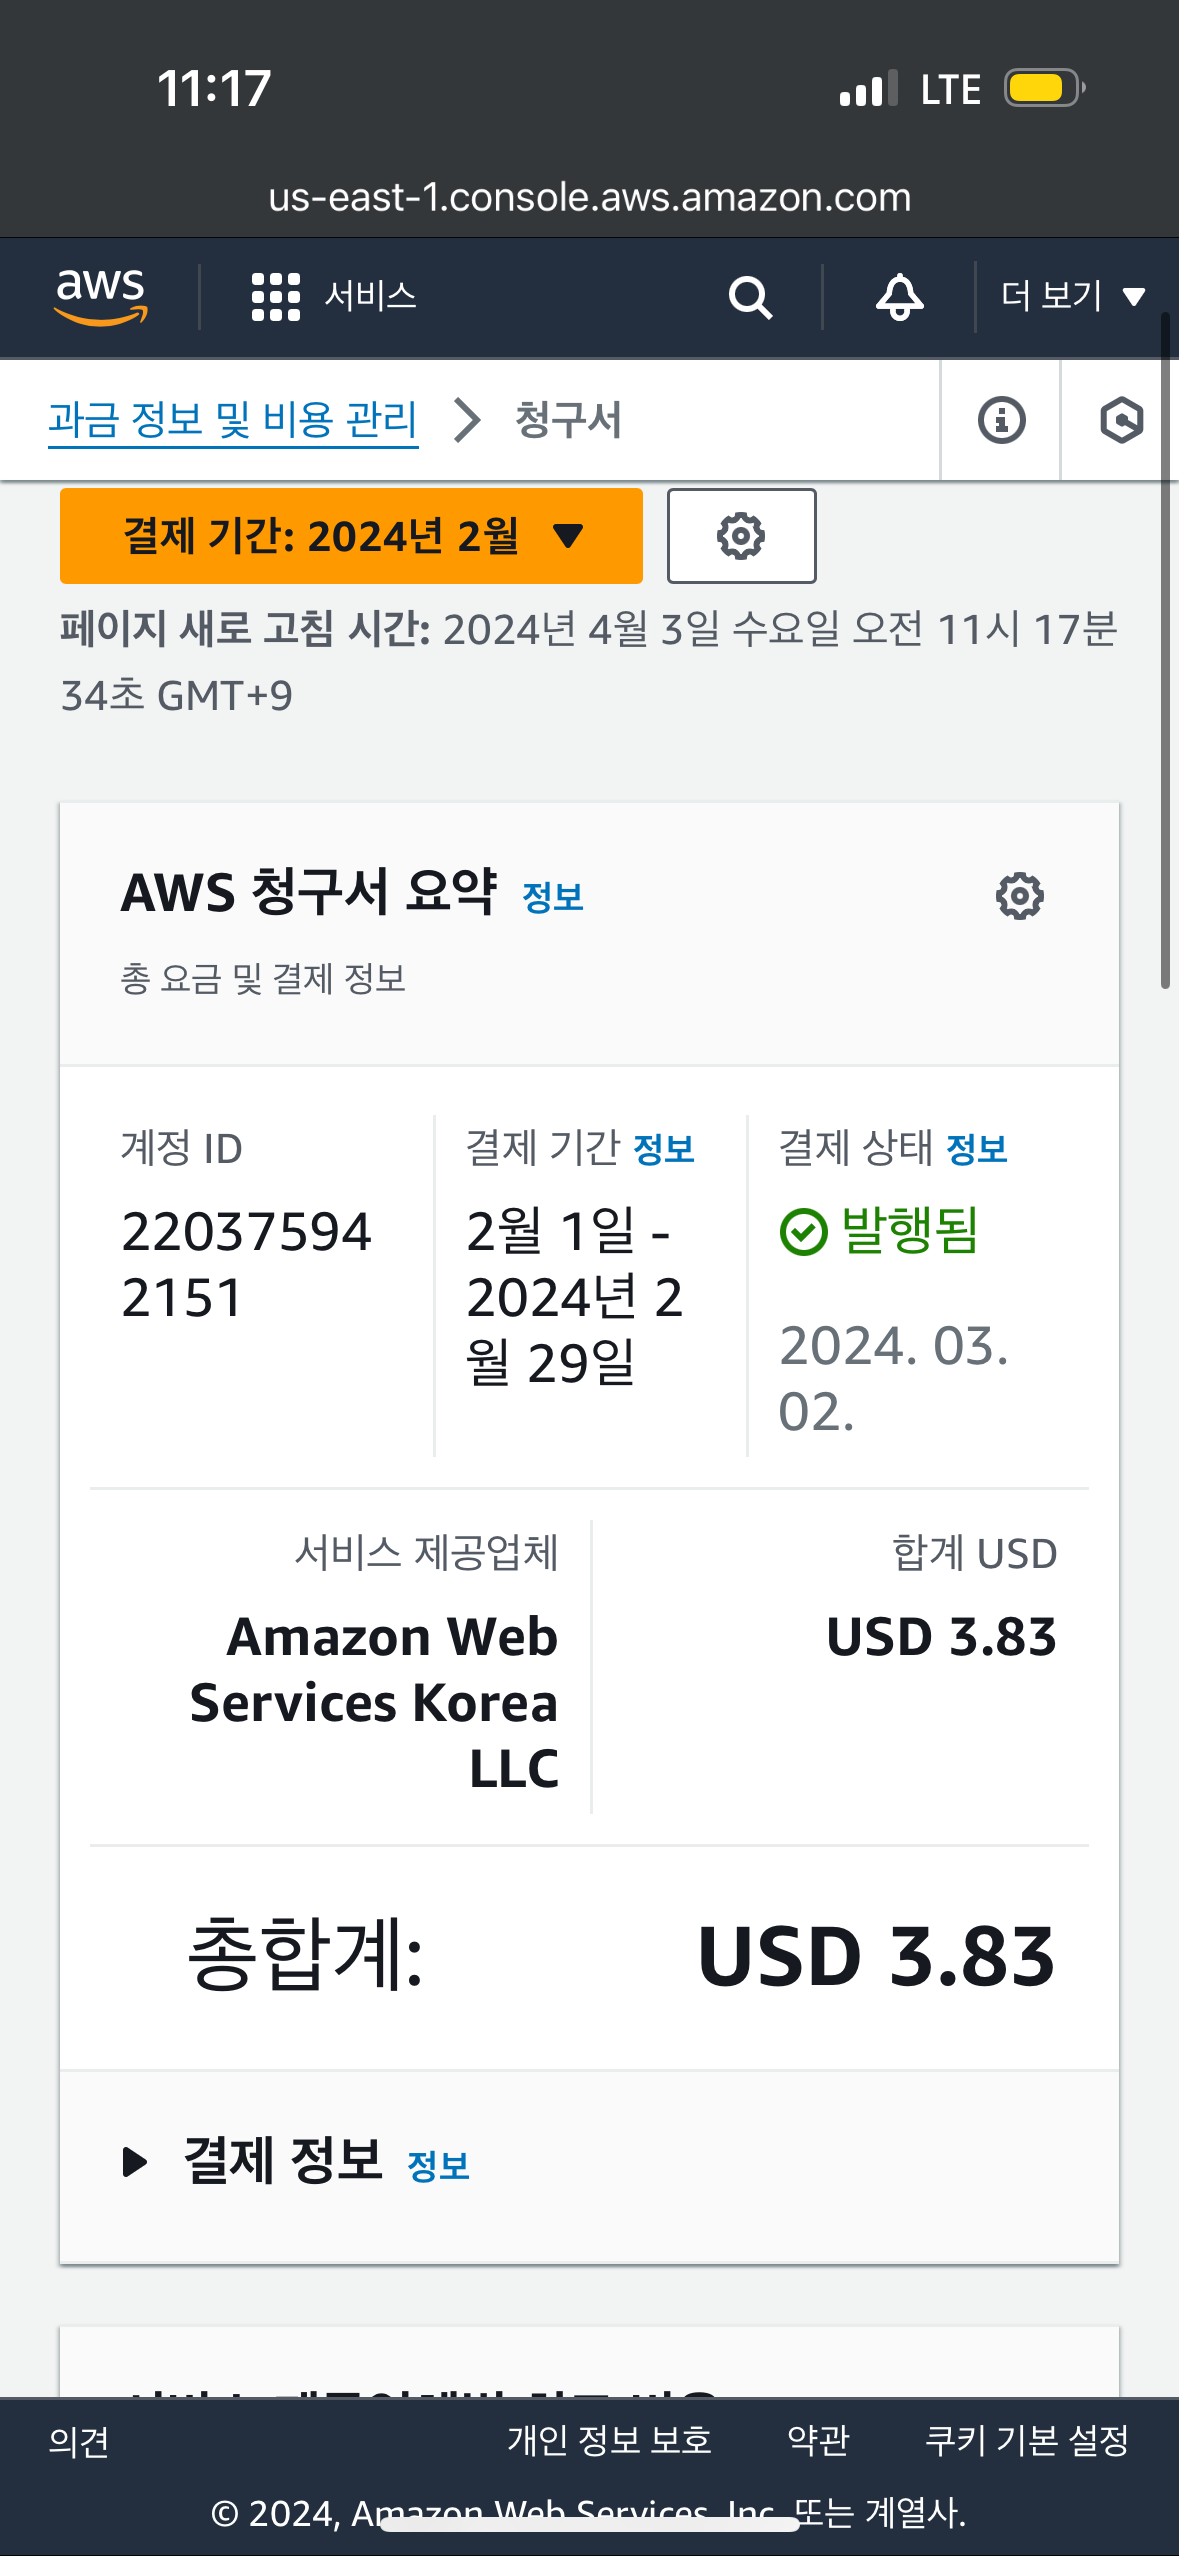 11:17
LTE
us-east-1.console.aws.amazon.com
aws
서비스
더 보기
과금 정보 및 비용 관리
청구서
결제 기간: 2024년 2월
페이지 새로 고침 시간: 2024년 4월 3일 수요일 오전 11시 17분
34초 GMT+9
AWS 청구서 요약 정보
총 요금 및 결제 정보
계정 ID
22037594
2151
결제 기간 정보
2월 1일 -
2024년 2
월 29일
결제 상태 정보
발행됨
2024. 03.
02.
서비스 제공업체
Amazon Web
Services Korea
LLC
합계 USD
USD 3.83
총합계:
USD 3.83
결제 정보 정보
의견
개인 정보 보호
약관
쿠키 기본 설정
© 2024, Amazon Web Services, Inc. 또는 계열사.